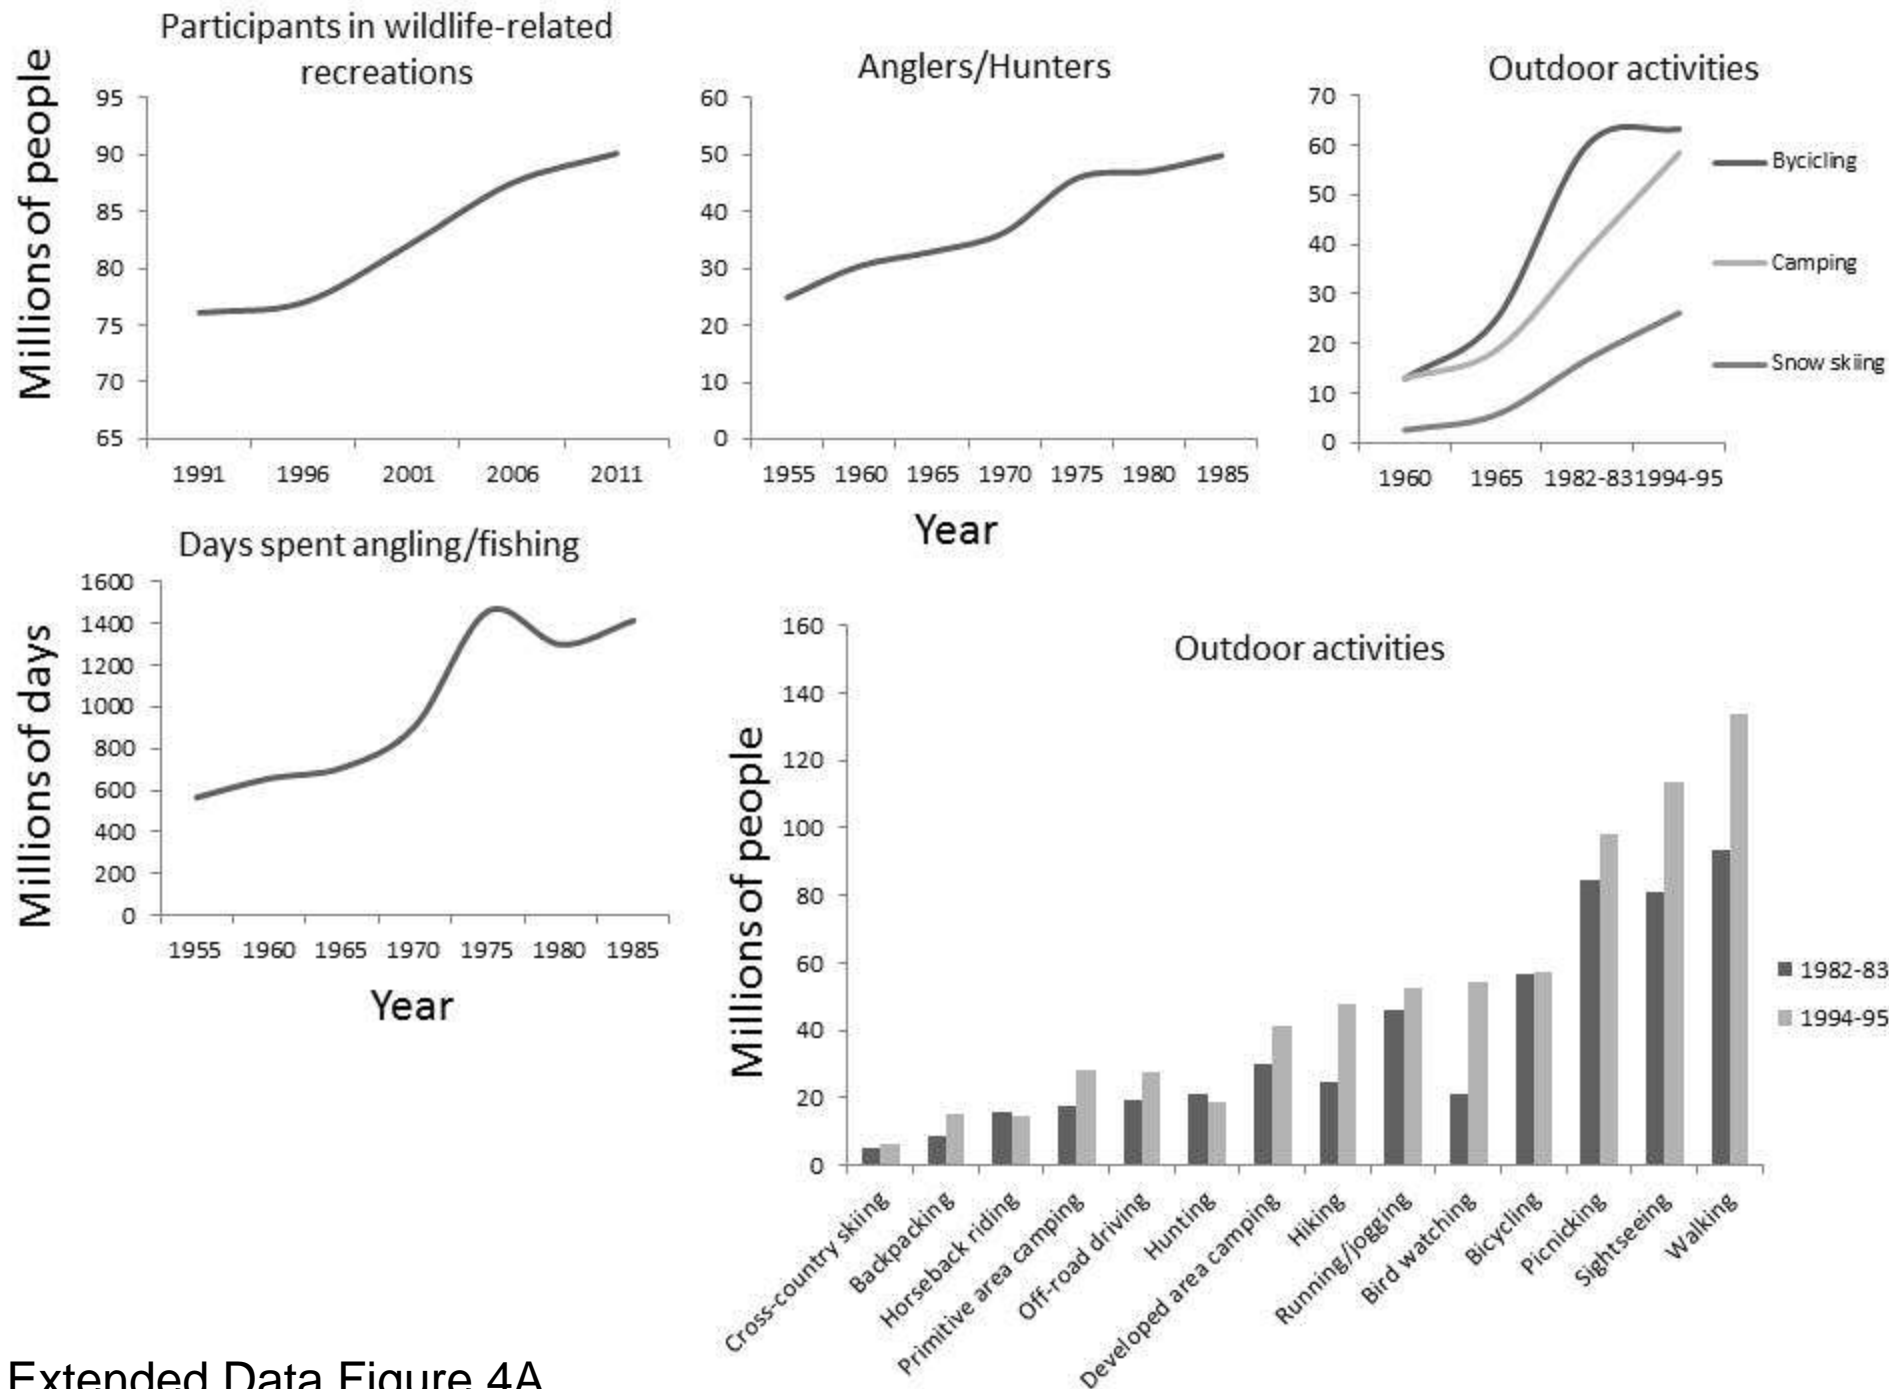 Participants in wildlife-related
recreations
Millions of people
95
90
85
80
75
70
65
1991 1996 2001 2006 2011
Anglers/Hunters
60
50
40
30
20
10
0
1955 1960 1965 1970 1975 1980 1985
Year
Outdoor activities
70
60
50
40
30
20
10
0
1960 1965 1982-83 1994-95
Bycicling
Camping
Snow skiing
Days spent angling/fishing
Millions of days
1600
1400
1200
1000
800
600
400
200
0
1955 1960 1965 1970 1975 1980 1985
Year
Outdoor activities
Millions of people
160
140
120
100
80
60
40
20
0
Cross-country skiing
Backpacking
Horseback riding
Primitive area camping
Off-road driving
Hunting
Developed area camping
Hiking
Running/jogging
Bird watching
Bicycling
Picnicking
Sightseeing
Walking
1982-83
1994-95
Extended Data Figure 4A